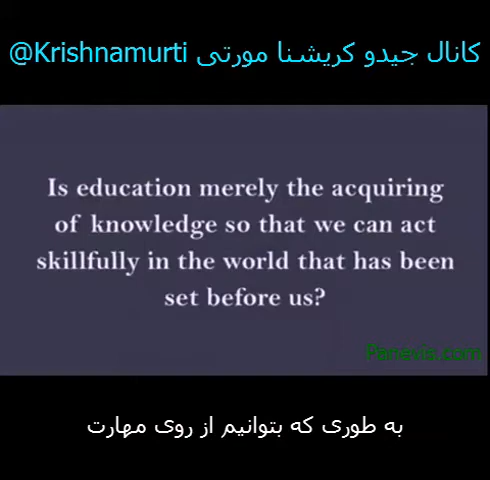 کانال جیدو کریشنا مورتی Krishnamurti@
Is education merely the acquiring
of knowledge so that we can act
skillfully in the world that has been
set before us?
Panevis.com
به طوری که بتوانیم از روی مهارت